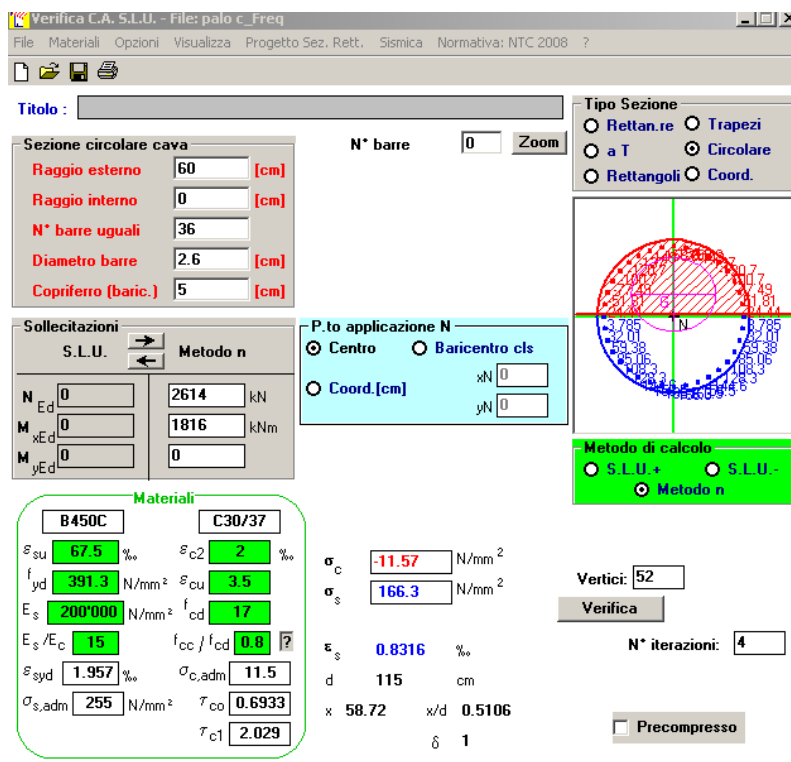 Verifica C.A. S.L.U. - File: palo c_Freq
File Materiali Opzioni Visualizza Progetto Sez. Rett. Sismica Normativa: NTC 2008 ?
Titolo :
Tipo Sezione
Rettan.re Trapezi
a T Circolare
Rettangoli Coord.
N° barre 0 Zoom
Sezione circolare cava
Raggio esterno 60 [cm]
Raggio interno 0 [cm]
N° barre uguali 36
Diametro barre 2.6 [cm]
Copriferro (baric.) 5 [cm]
Sollecitazioni
S.L.U. Metodo n
N Ed 0 2614 kN
M xEd 0 1816 kNm
M yEd 0 0
P.to applicazione N
Centro Baricentro cls
Coord.[cm]
xN 0
yN 0
G
N
3.785
Metodo di calcolo
S.L.U.+ S.L.U.-
Metodo n
Materiali
B450C C30/37
εsu 67.5 ‰ εc2 2 ‰
fyd 391.3 N/mm² εcu 3.5
Es 200'000 N/mm² fcd 17
Es/Ec 15 fcc / fcd 0.8 ?
εsyd 1.957 ‰ σc,adm 11.5
σs,adm 255 N/mm² τco 0.6933
τc1 2.029
σc -11.57 N/mm²
σs 166.3 N/mm²
εs 0.8316 ‰
d 115 cm
x 58.72 x/d 0.5106
δ 1
Vertici: 52
Verifica
N° iterazioni: 4
Precompresso